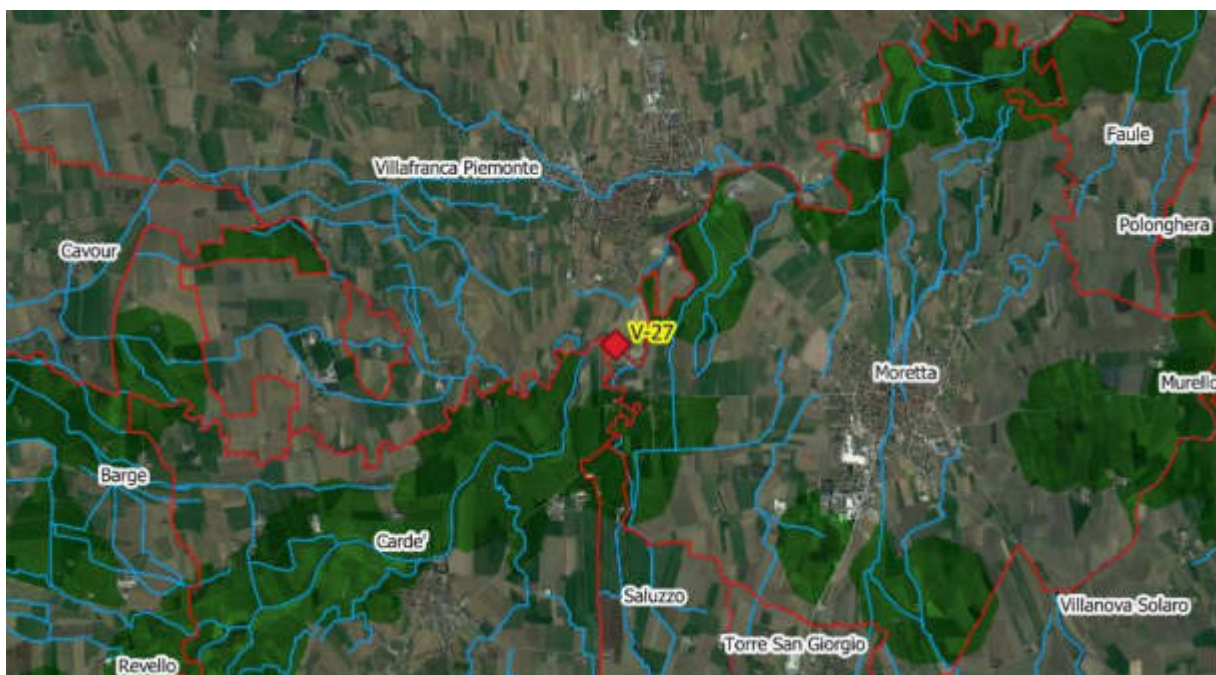 Faule
Villafranca Piemonte
Polonghera
Cavour
V-27
Moretta
Murello
Barge
Carde'
Saluzzo
Villanova Solaro
Torre San Giorgio
Revello